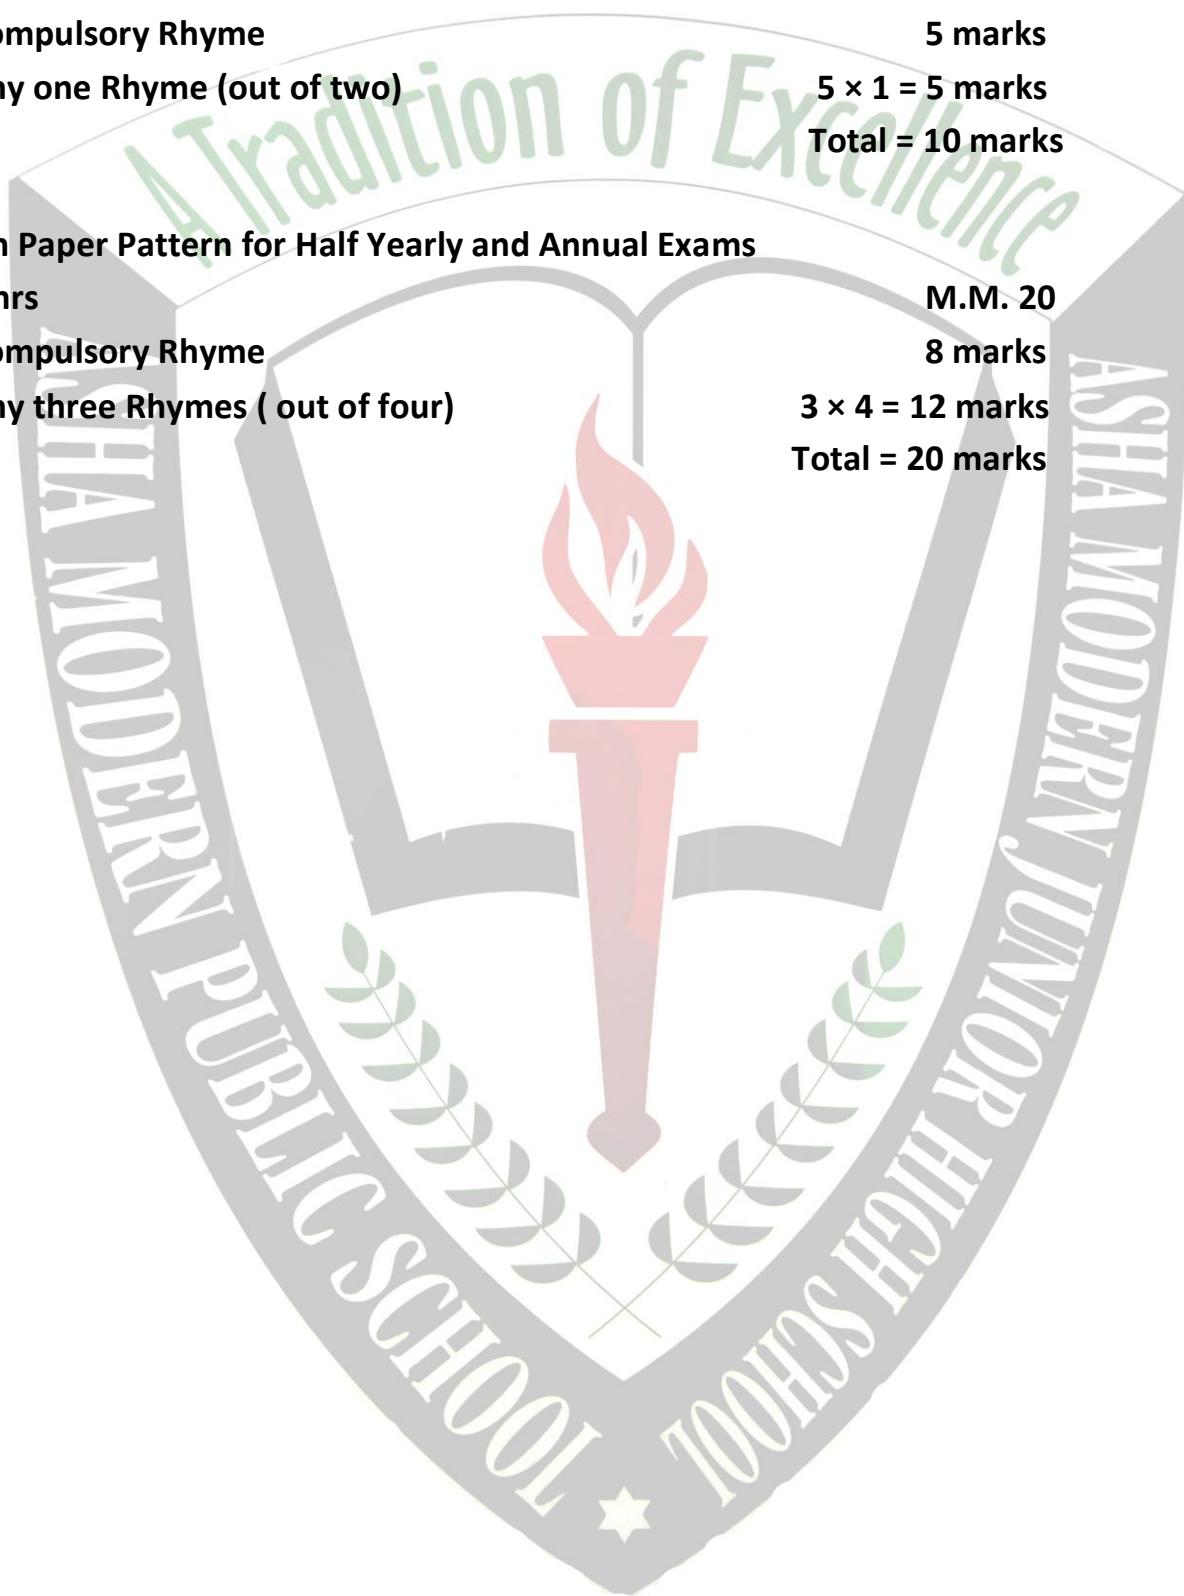 ompulsory Rhyme 5 marks
ny one Rhyme (out of two) 5 × 1 = 5 marks
Total = 10 marks
n Paper Pattern for Half Yearly and Annual Exams
hrs M.M. 20
ompulsory Rhyme 8 marks
ny three Rhymes ( out of four) 3 × 4 = 12 marks
Total = 20 marks
A Tradition of Excellence
ASHA MODERN PUBLIC SCHOOL
ASHA MODERN JUNIOR HIGH SCHOOL